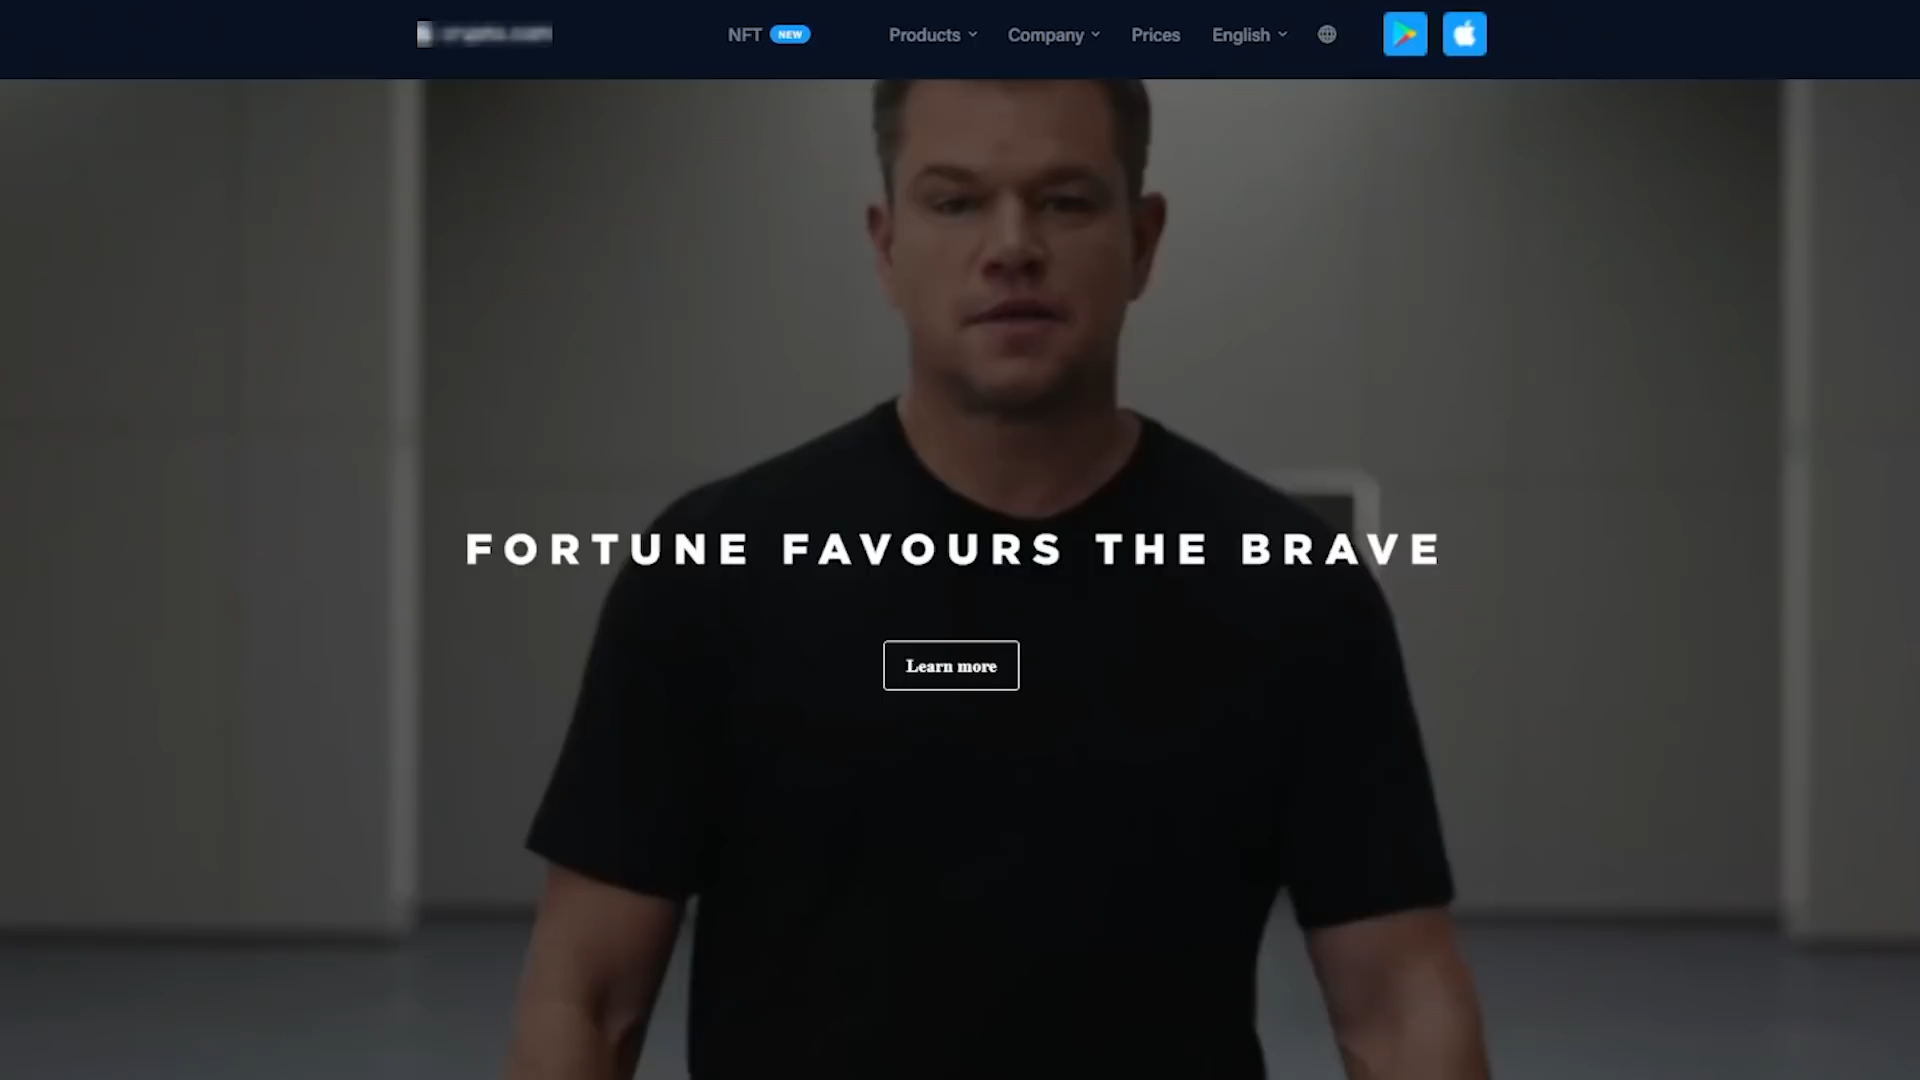 NFT NEW Products Company Prices English
FORTUNE FAVOURS THE BRAVE
Learn more